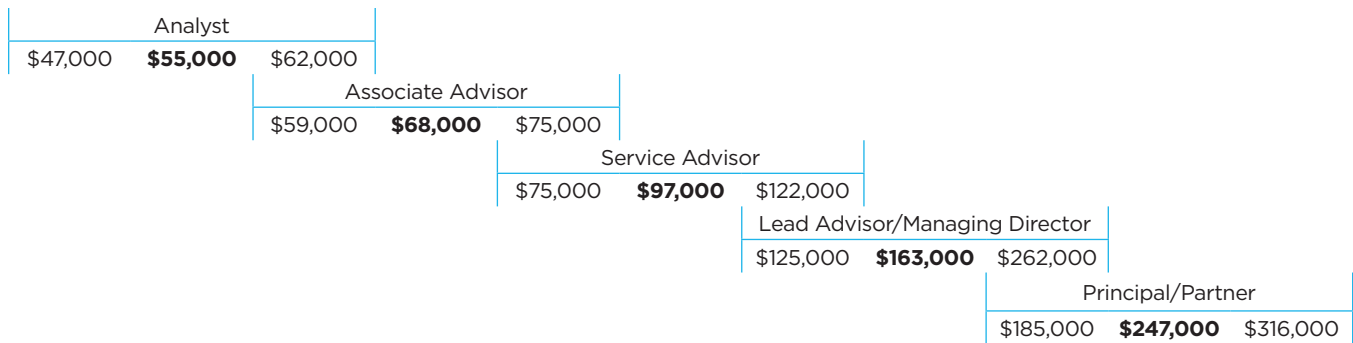 Analyst
$47,000 $55,000 $62,000
Associate Advisor
$59,000 $68,000 $75,000
Service Advisor
$75,000 $97,000 $122,000
Lead Advisor/Managing Director
$125,000 $163,000 $262,000
Principal/Partner
$185,000 $247,000 $316,000